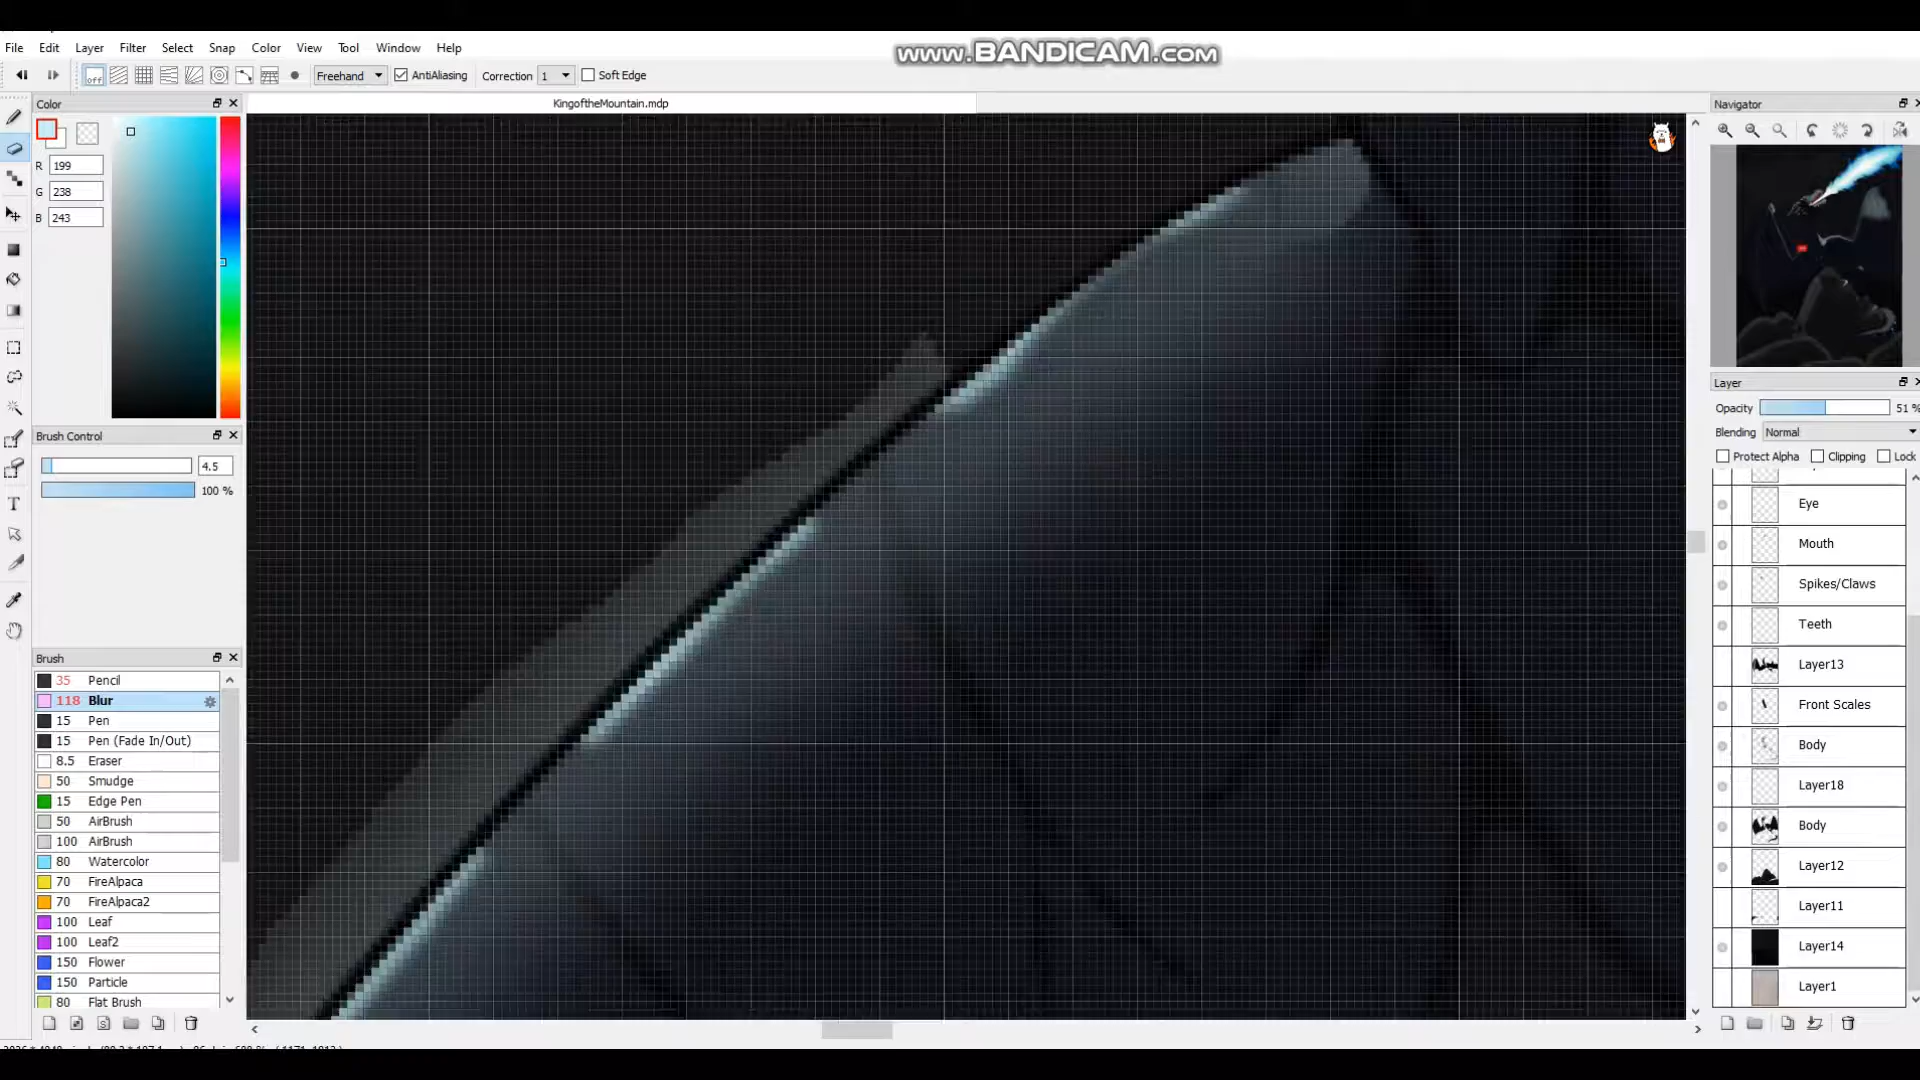 www.BANDICAM.com
File Edit Layer Filter Select Snap Color View Tool Window Help
off Freehand AntiAliasing Correction 1 Soft Edge
Color
KingoftheMountain.mdp
Navigator
R 199
G 238
B 243
Brush Control
4.5
100 %
Brush
35 Pencil
118 Blur
15 Pen
15 Pen (Fade In/Out)
8.5 Eraser
50 Smudge
15 Edge Pen
50 AirBrush
100 AirBrush
80 Watercolor
70 FireAlpaca
70 FireAlpaca2
100 Leaf
100 Leaf2
150 Flower
150 Particle
80 Flat Brush
Layer
Opacity 51 %
Blending Normal
Protect Alpha Clipping Lock
Eye
Mouth
Spikes/Claws
Teeth
Layer13
Front Scales
Body
Layer18
Body
Layer12
Layer11
Layer14
Layer1